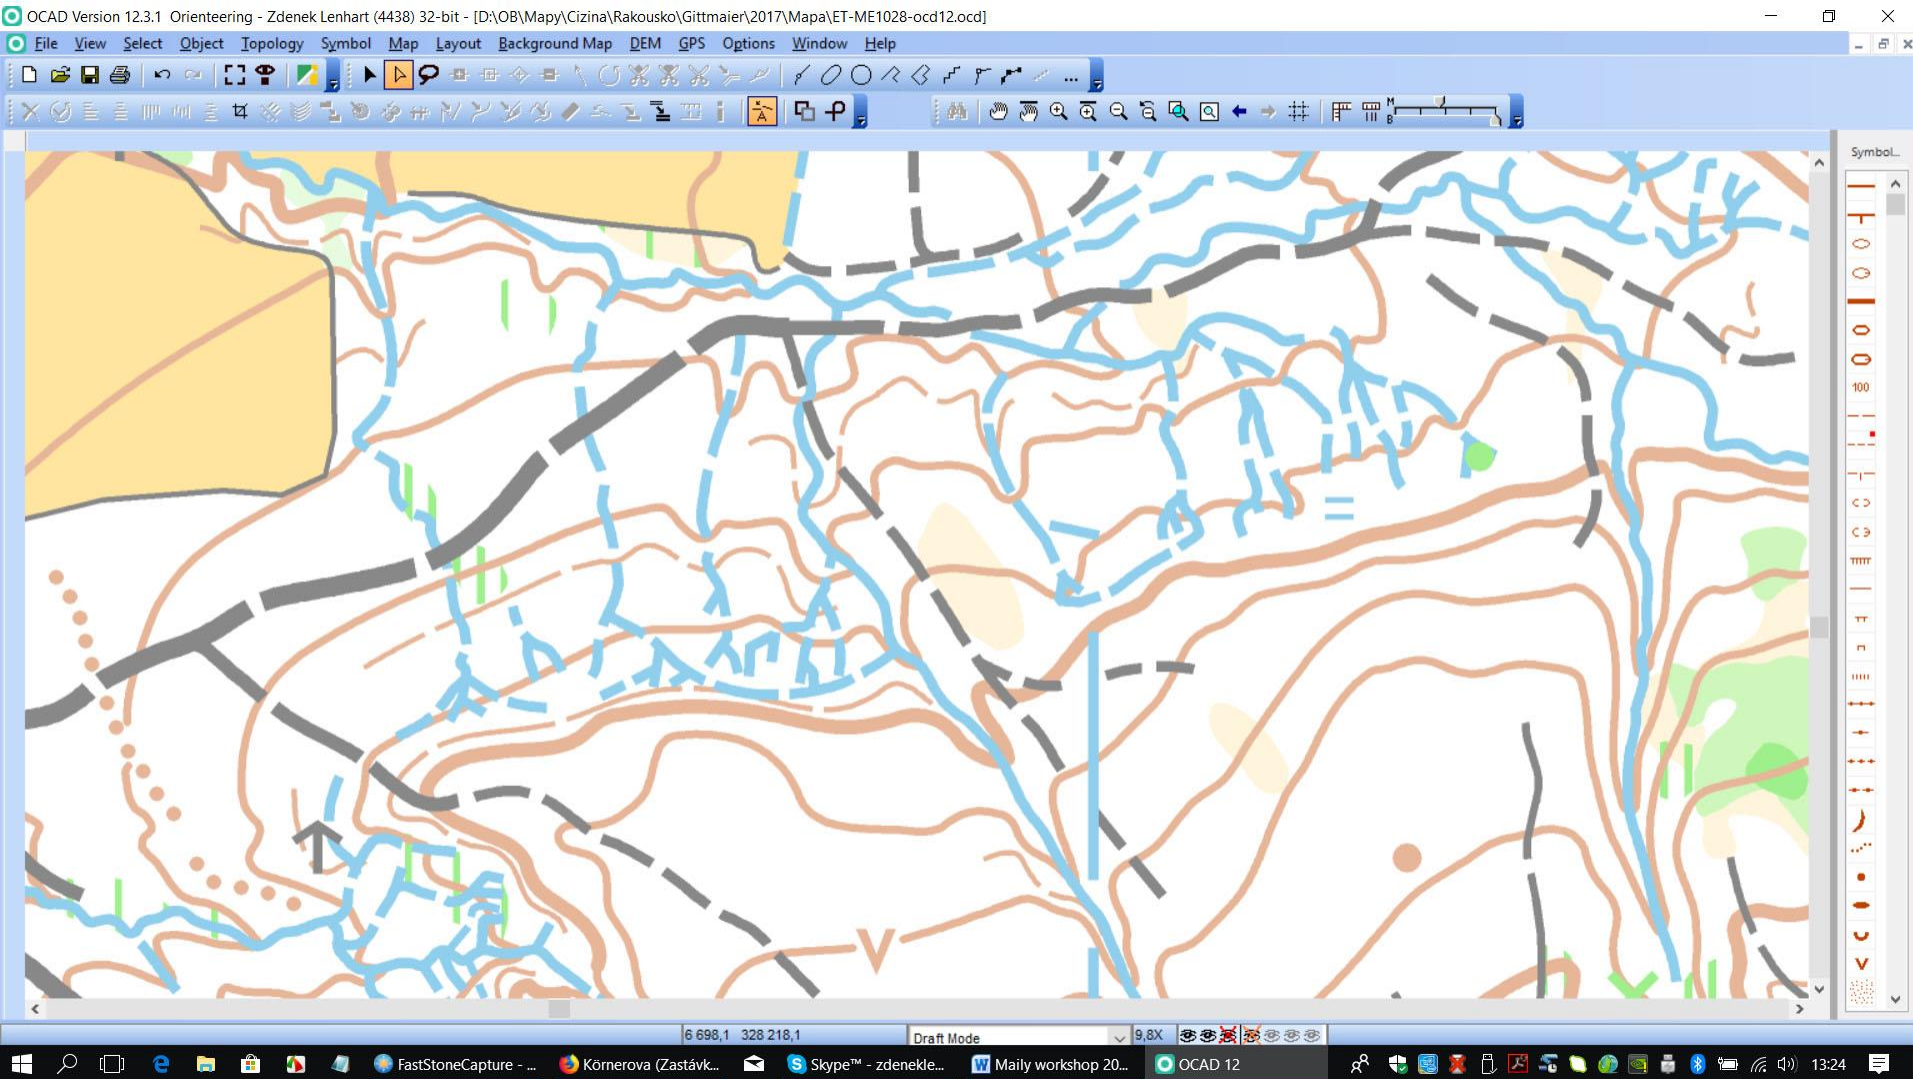 OCAD Version 12.3.1 Orienteering - Zdenek Lenhart (4438) 32-bit - [D:\OB\Mapy\Cizina\Rakousko\Gittmaier\2017\Mapa\ET-ME1028-ocd12.ocd]
File View Select Object Topology Symbol Map Layout Background Map DEM GPS Options Window Help
...
A M B
Symbol...
100
V
V
6 698,1 328 218,1 Draft Mode 9,8X
FastStoneCapture - ... Körnerova (Zastávk... Skype™ - zdenekle... Maily workshop 20... OCAD 12 13:24